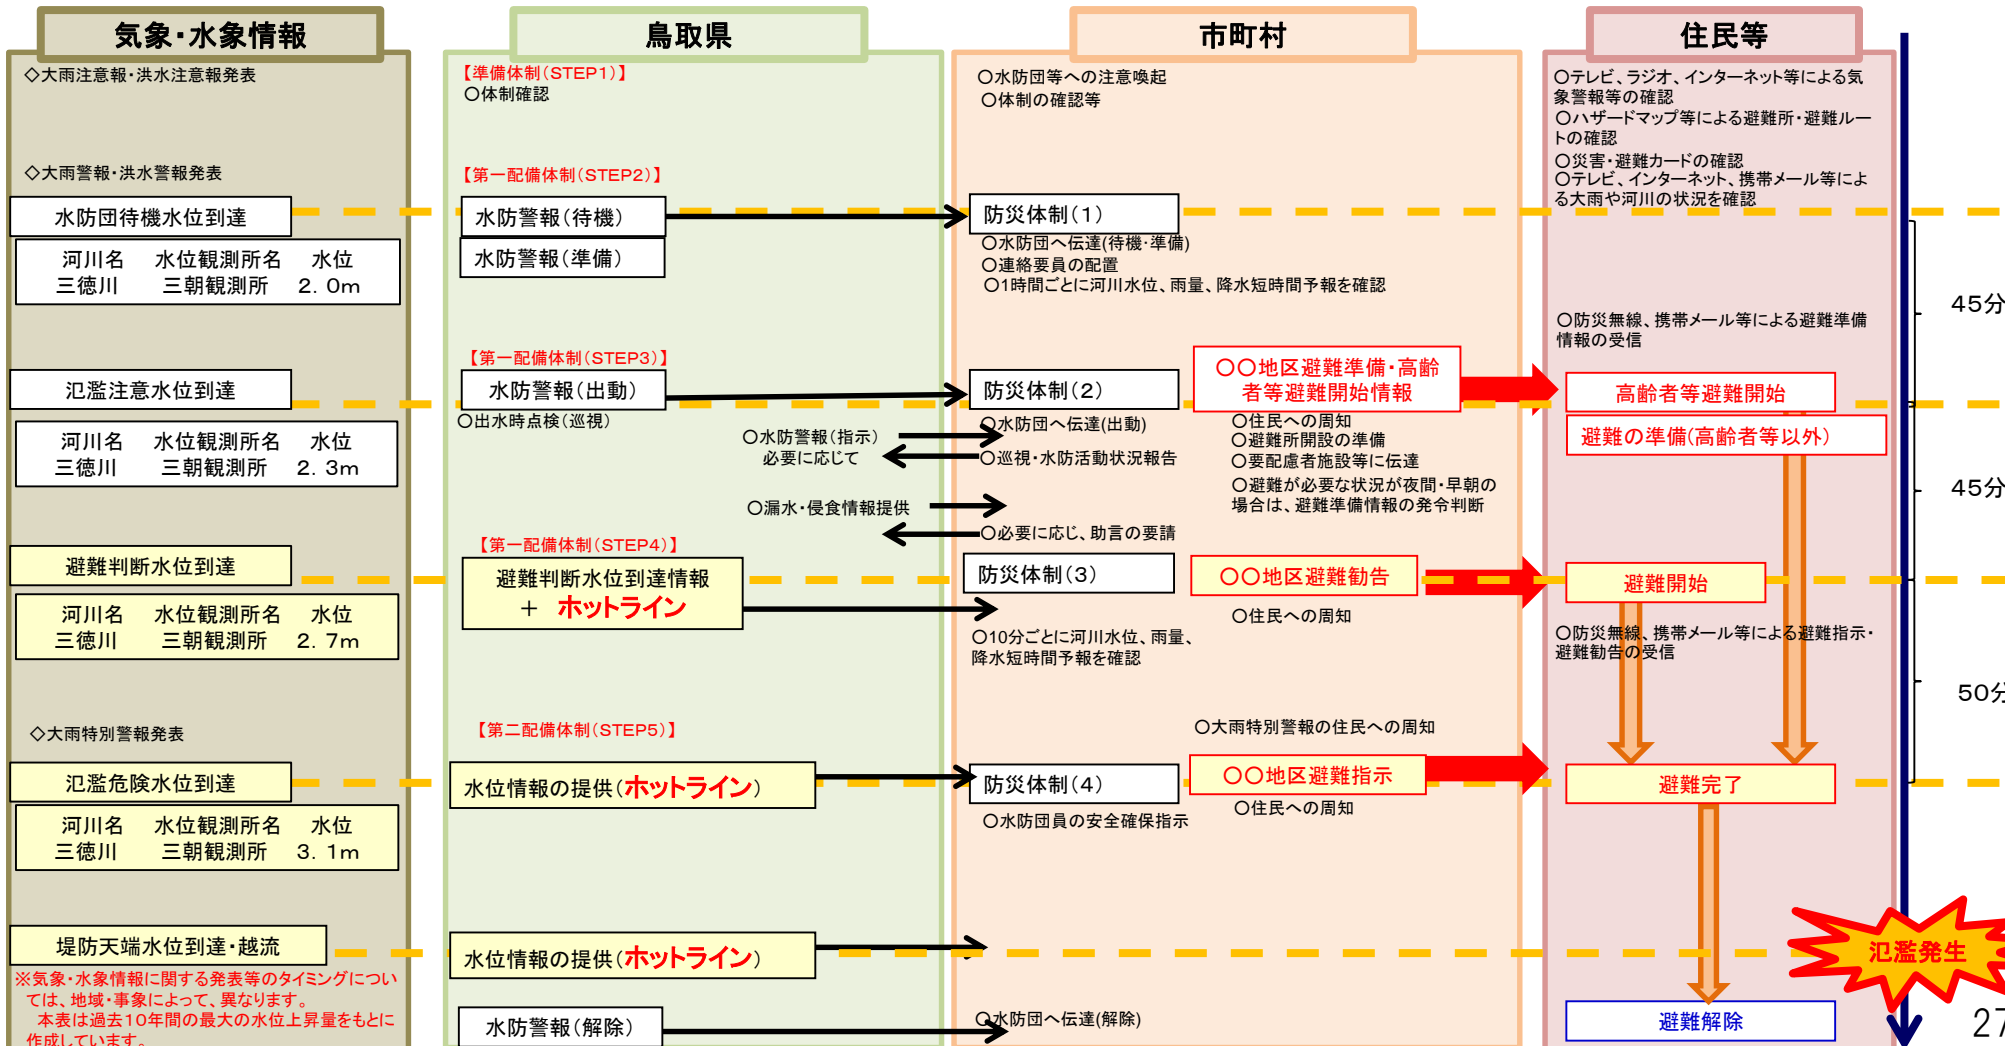 気象・水象情報
◇大雨注意報・洪水注意報発表
◇大雨警報・洪水警報発表
水防団待機水位到達
河川名 水位観測所名 水位
三徳川 三朝観測所 2.0m
氾濫注意水位到達
河川名 水位観測所名 水位
三徳川 三朝観測所 2.3m
避難判断水位到達
河川名 水位観測所名 水位
三徳川 三朝観測所 2.7m
◇大雨特別警報発表
氾濫危険水位到達
河川名 水位観測所名 水位
三徳川 三朝観測所 3.1m
堤防天端水位到達・越流
※気象・水象情報に関する発表等のタイミングについ
ては、地域・事象によって、異なります。
本表は過去10年間の最大の水位上昇量をもとに
作成しています。
鳥取県
【準備体制(STEP1)】
○体制確認
【第一配備体制(STEP2)】
水防警報(待機)
水防警報(準備)
【第一配備体制(STEP3)】
水防警報(出動)
○出水時点検(巡視)
○水防警報(指示)
必要に応じて
○漏水・侵食情報提供
【第一配備体制(STEP4)】
避難判断水位到達情報
+ ホットライン
【第二配備体制(STEP5)】
水位情報の提供(ホットライン)
水位情報の提供(ホットライン)
水防警報(解除)
市町村
○水防団等への注意喚起
○体制の確認等
防災体制(1)
○水防団へ伝達(待機・準備)
○連絡要員の配置
○1時間ごとに河川水位、雨量、降水短時間予報を確認
防災体制(2)
○水防団へ伝達(出動)
○巡視・水防活動状況報告
○必要に応じ、助言の要請
○○地区避難準備・高齢
者等避難開始情報
○住民への周知
○避難所開設の準備
○要配慮者施設等に伝達
○避難が必要な状況が夜間・早朝の
場合は、避難準備情報の発令判断
防災体制(3)
○10分ごとに河川水位、雨量、
降水短時間予報を確認
○○地区避難勧告
○住民への周知
○大雨特別警報の住民への周知
防災体制(4)
○水防団員の安全確保指示
○○地区避難指示
○住民への周知
○水防団へ伝達(解除)
住民等
○テレビ、ラジオ、インターネット等による気
象警報等の確認
○ハザードマップ等による避難所・避難ルー
トの確認
○災害・避難カードの確認
○テレビ、インターネット、携帯メール等によ
る大雨や河川の状況を確認
○防災無線、携帯メール等による避難準備
情報の受信
高齢者等避難開始
避難の準備(高齢者等以外)
避難開始
○防災無線、携帯メール等による避難指示・
避難勧告の受信
避難完了
避難解除
45分
45分
50分
氾濫発生
27